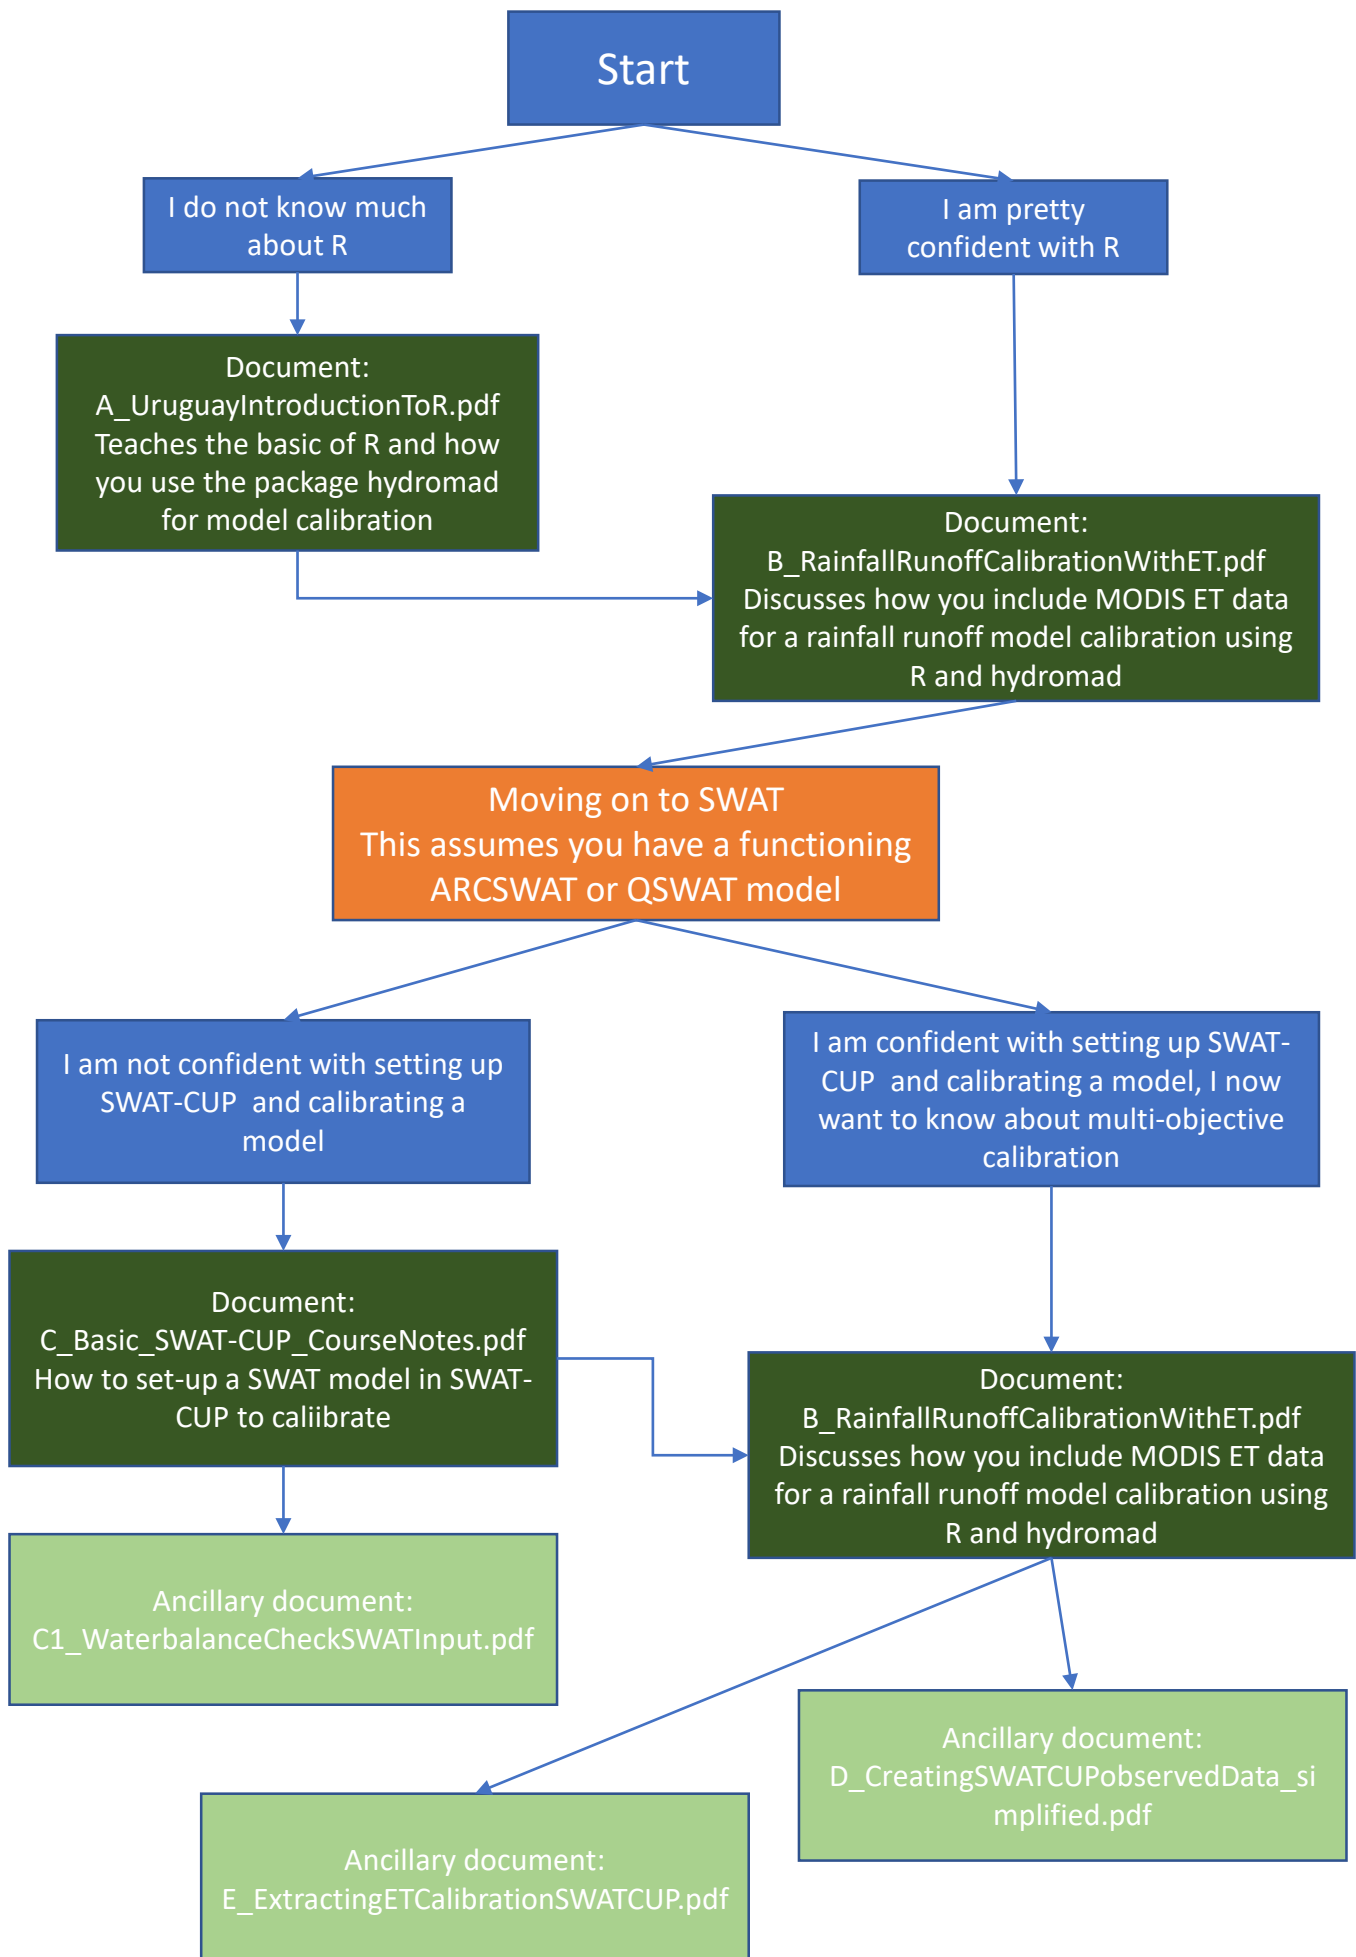 Start
I do not know much
about R
I am pretty
confident with R
Document:
A_UruguayIntroductionToR.pdf
Teaches the basic of R and how
you use the package hydromad
for model calibration
Document:
B_RainfallRunoffCalibrationWithET.pdf
Discusses how you include MODIS ET data
for a rainfall runoff model calibration using
R and hydromad
Moving on to SWAT
This assumes you have a functioning
ARCSWAT or QSWAT model
I am not confident with setting up
SWAT-CUP  and calibrating a
model
I am confident with setting up SWAT-
CUP  and calibrating a model, I now
want to know about multi-objective
calibration
Document:
C_Basic_SWAT-CUP_CourseNotes.pdf
How to set-up a SWAT model in SWAT-
CUP to caliibrate
Document:
B_RainfallRunoffCalibrationWithET.pdf
Discusses how you include MODIS ET data
for a rainfall runoff model calibration using
R and hydromad
Ancillary document:
C1_WaterbalanceCheckSWATInput.pdf
Ancillary document:
D_CreatingSWATCUPobservedData_si
mplified.pdf
Ancillary document:
E_ExtractingETCalibrationSWATCUP.pdf